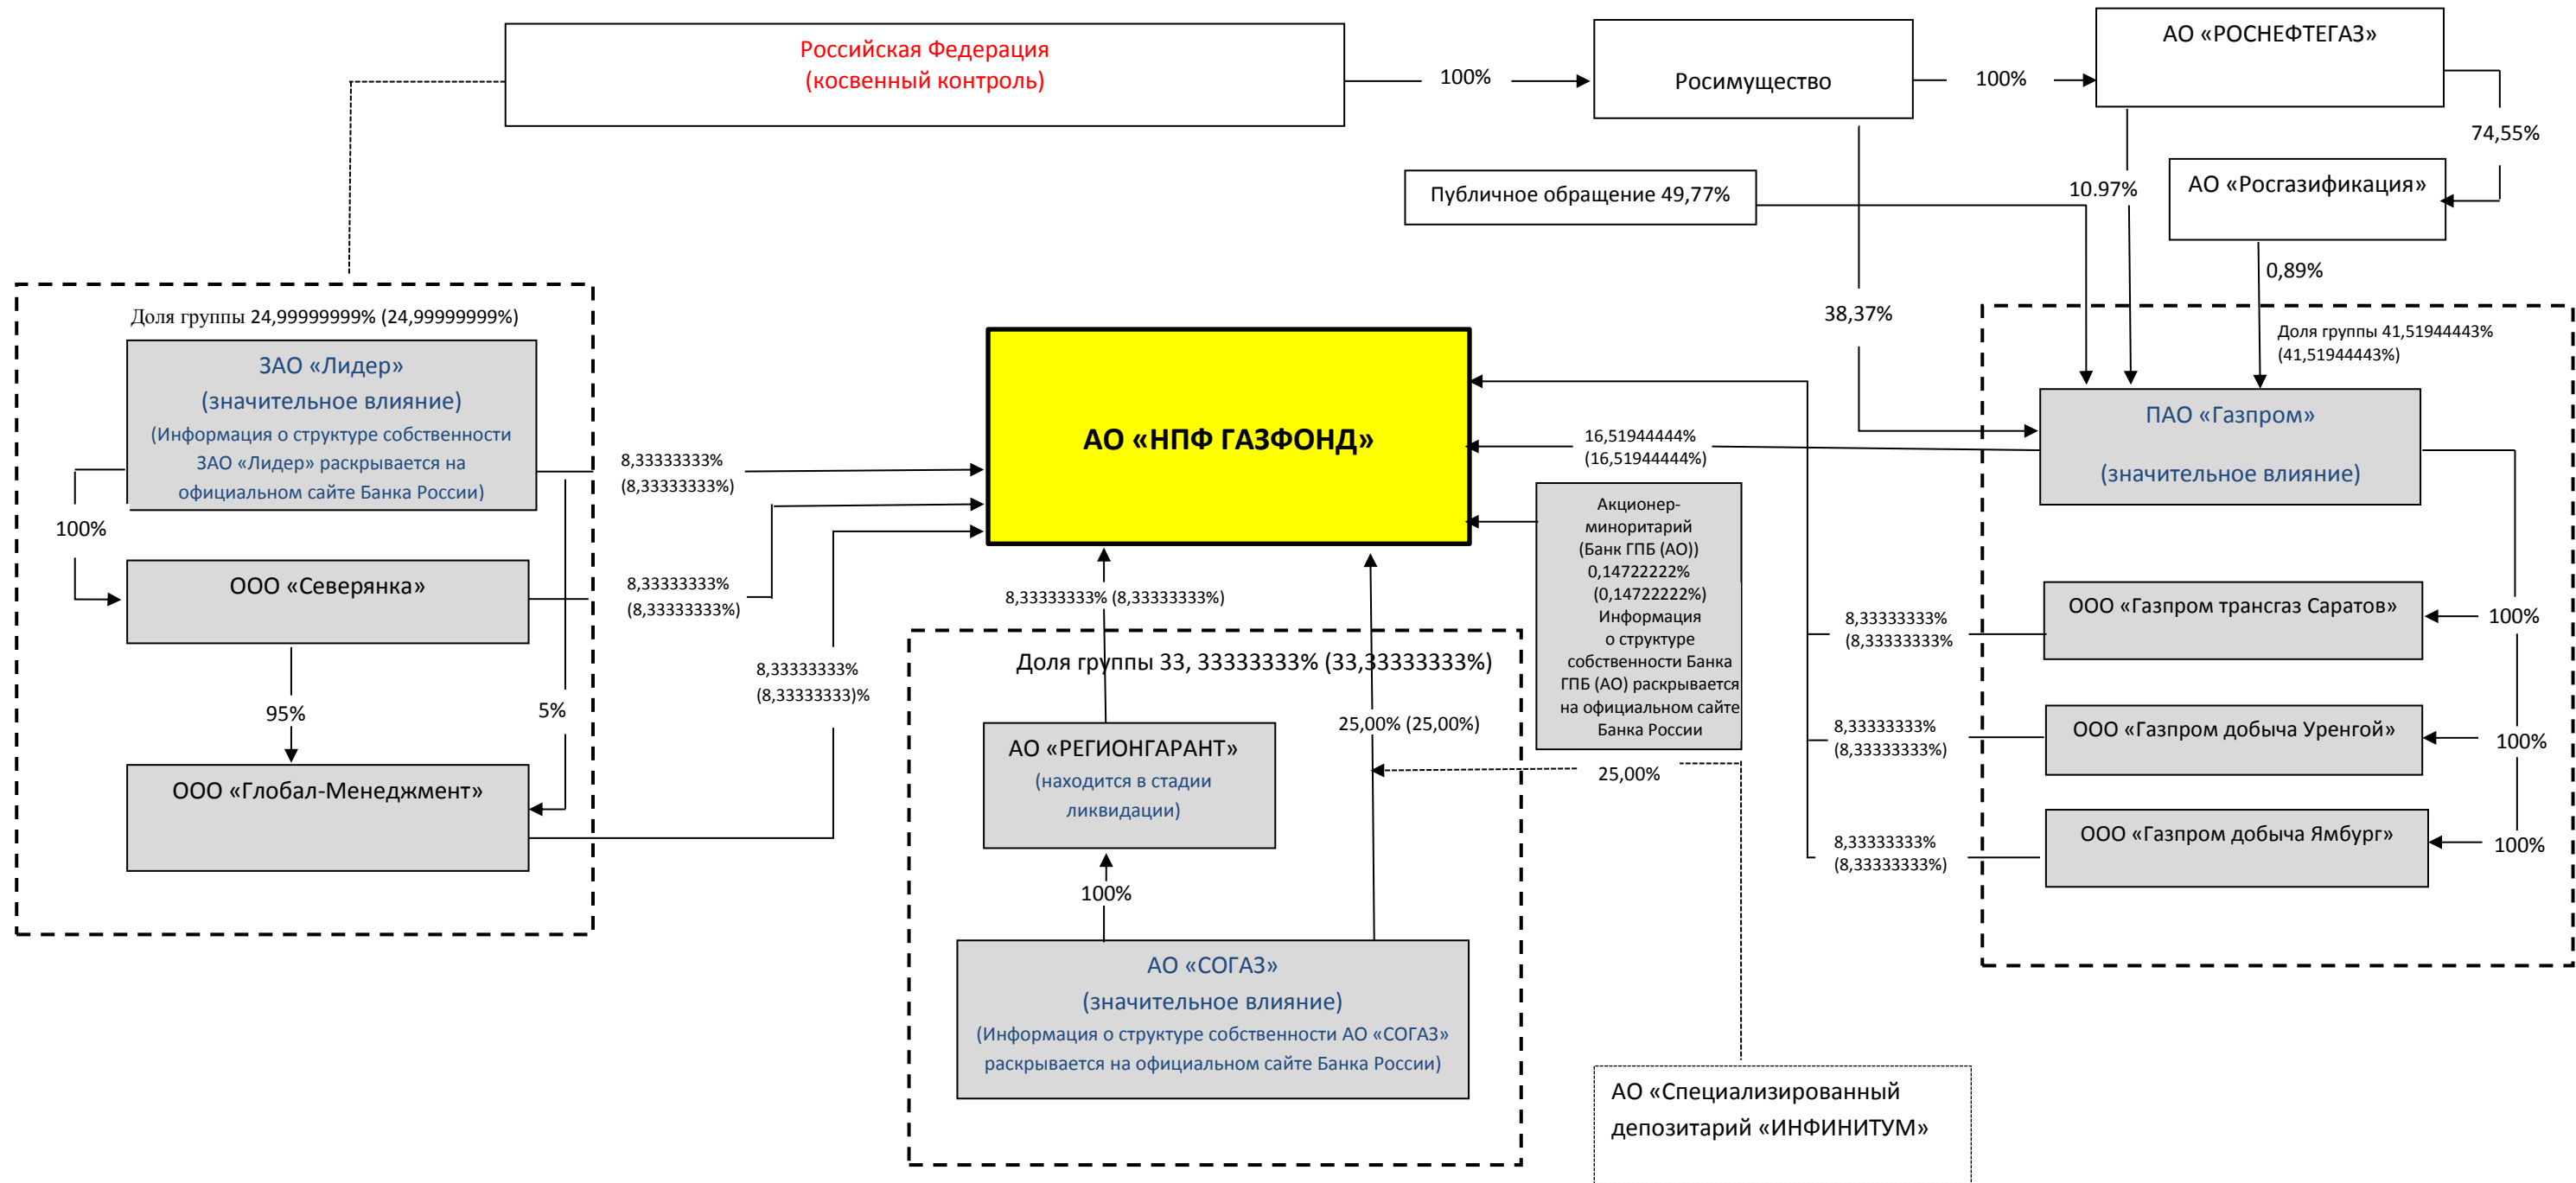 Российская Федерация
(косвенный контроль)
100%
Росимущество
100%
АО «РОСНЕФТЕГАЗ»
74,55%
Публичное обращение 49,77%
10.97%
АО «Росгазификация»
0,89%
38,37%
Доля группы 24,99999999% (24,99999999%)
ЗАО «Лидер»
(значительное влияние)
(Информация о структуре собственности
ЗАО «Лидер» раскрывается на
официальном сайте Банка России)
100%
ООО «Северянка»
95%
5%
ООО «Глобал-Менеджмент»
8,33333333%
(8,33333333%)
8,33333333%
(8,33333333%)
8,33333333%
(8,33333333)%
АО «НПФ ГАЗФОНД»
8,33333333% (8,33333333%)
Доля группы 33, 33333333% (33,33333333%)
25,00% (25,00%)
АО «РЕГИОНГАРАНТ»
(находится в стадии
ликвидации)
100%
АО «СОГАЗ»
(значительное влияние)
(Информация о структуре собственности АО «СОГАЗ»
раскрывается на официальном сайте Банка России)
16,51944444%
(16,51944444%)
Акционер-
миноритарий
(Банк ГПБ (АО))
0,14722222%
(0,14722222%)
Информация
о структуре
собственности Банка
ГПБ (АО) раскрывается
на официальном сайте
Банка России
25,00%
АО «Специализированный
депозитарий «ИНФИНИТУМ»
Доля группы 41,51944443%
(41,51944443%)
ПАО «Газпром»
(значительное влияние)
8,33333333%
(8,33333333%
ООО «Газпром трансгаз Саратов»
100%
8,33333333%
(8,33333333%)
ООО «Газпром добыча Уренгой»
100%
8,33333333%
(8,33333333%)
ООО «Газпром добыча Ямбург»
100%